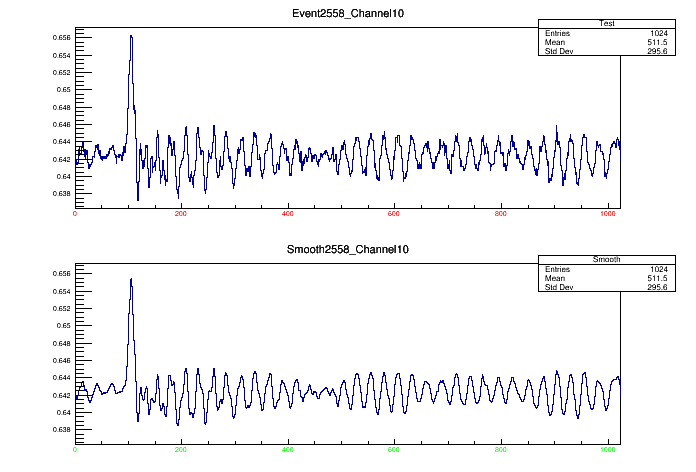 Event2558_Channel10
Test
Entries 1024
Mean 511.5
Std Dev 295.6
0.656
0.654
0.652
0.65
0.648
0.646
0.644
0.642
0.64
0.638
0 200 400 600 800 1000
Smooth2558_Channel10
Smooth
Entries 1024
Mean 511.5
Std Dev 295.6
0.656
0.654
0.652
0.65
0.648
0.646
0.644
0.642
0.64
0.638
0 200 400 600 800 1000